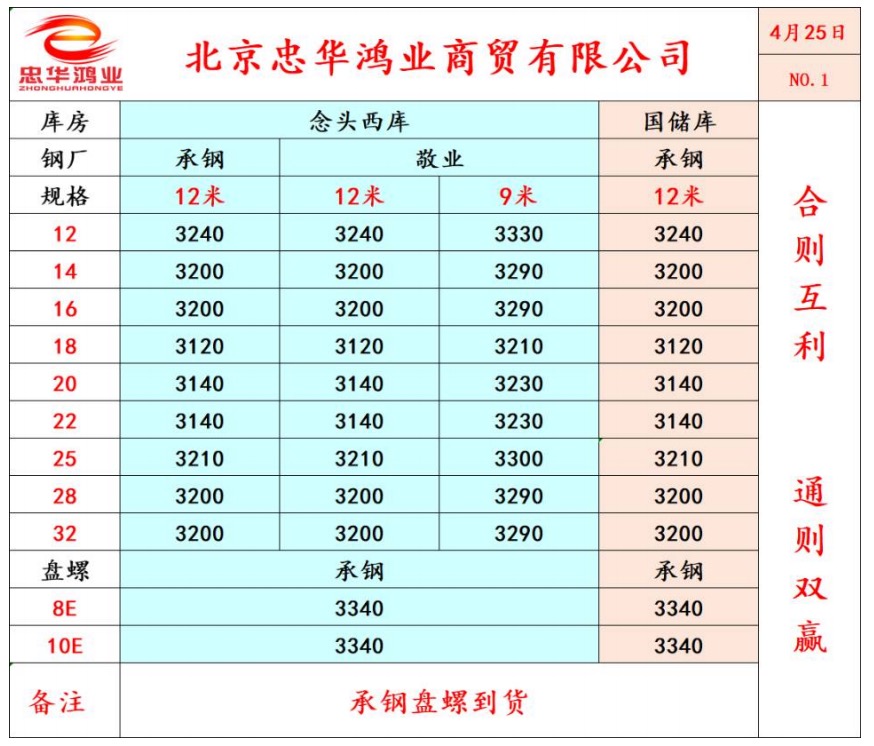 忠华鸿业
ZHONGHUAHONGYE
北京忠华鸿业商贸有限公司
4月25日
NO.1
库房 念头西库 国储库
钢厂 承钢 敬业 承钢
规格 12米 12米 9米 12米
12 3240 3240 3330 3240
14 3200 3200 3290 3200
16 3200 3200 3290 3200
18 3120 3120 3210 3120
20 3140 3140 3230 3140
22 3140 3140 3230 3140
25 3210 3210 3300 3210
28 3200 3200 3290 3200
32 3200 3200 3290 3200
盘螺 承钢 承钢
8E 3340 3340
10E 3340 3340
备注 承钢盘螺到货
合则互利
通则双赢